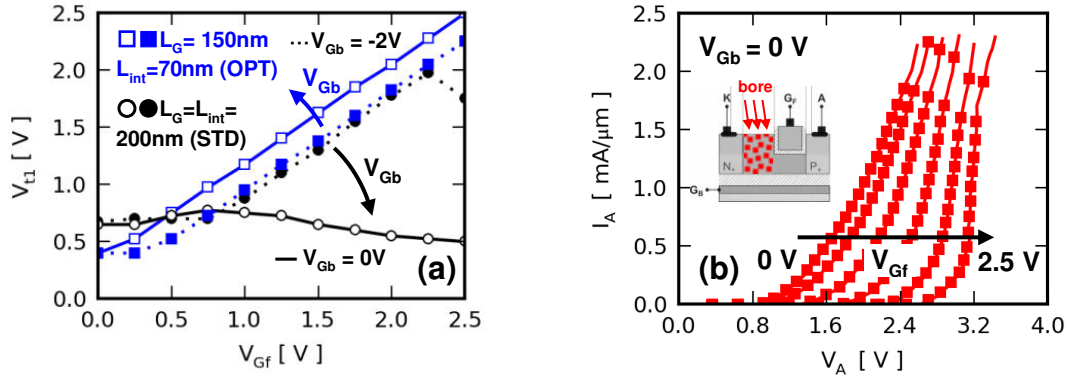 2.5
2.0
1.5
1.0
0.5
0.0
V_t1 [ V ]
L_G= 150nm
L_int=70nm (OPT)
L_G=L_int=
200nm (STD)
V_Gb = -2V
V_Gb
V_Gb
V_Gb = 0V
(a)
0.0 0.5 1.0 1.5 2.0 2.5
V_Gf [ V ]
2.5
2.0
1.5
1.0
0.5
0.0
I_A [ mA/μm ]
V_Gb = 0 V
bore
K G_F A
N+ P+
G_B
0 V V_Gf 2.5 V
(b)
0.0 0.8 1.6 2.4 3.2 4.0
V_A [ V ]